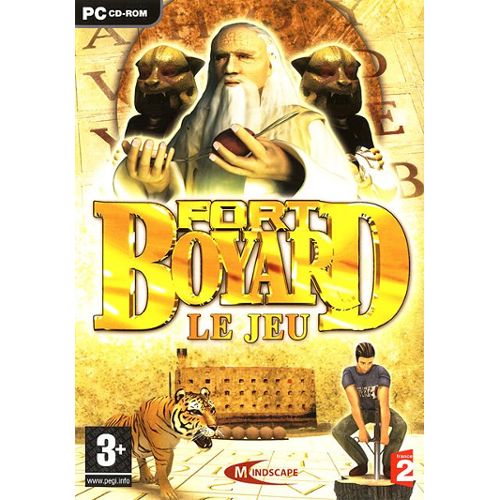 PC CD-ROM
FORT
BOYARD
LE JEU
3+
www.pegi.info
MINDSCAPE
france
2